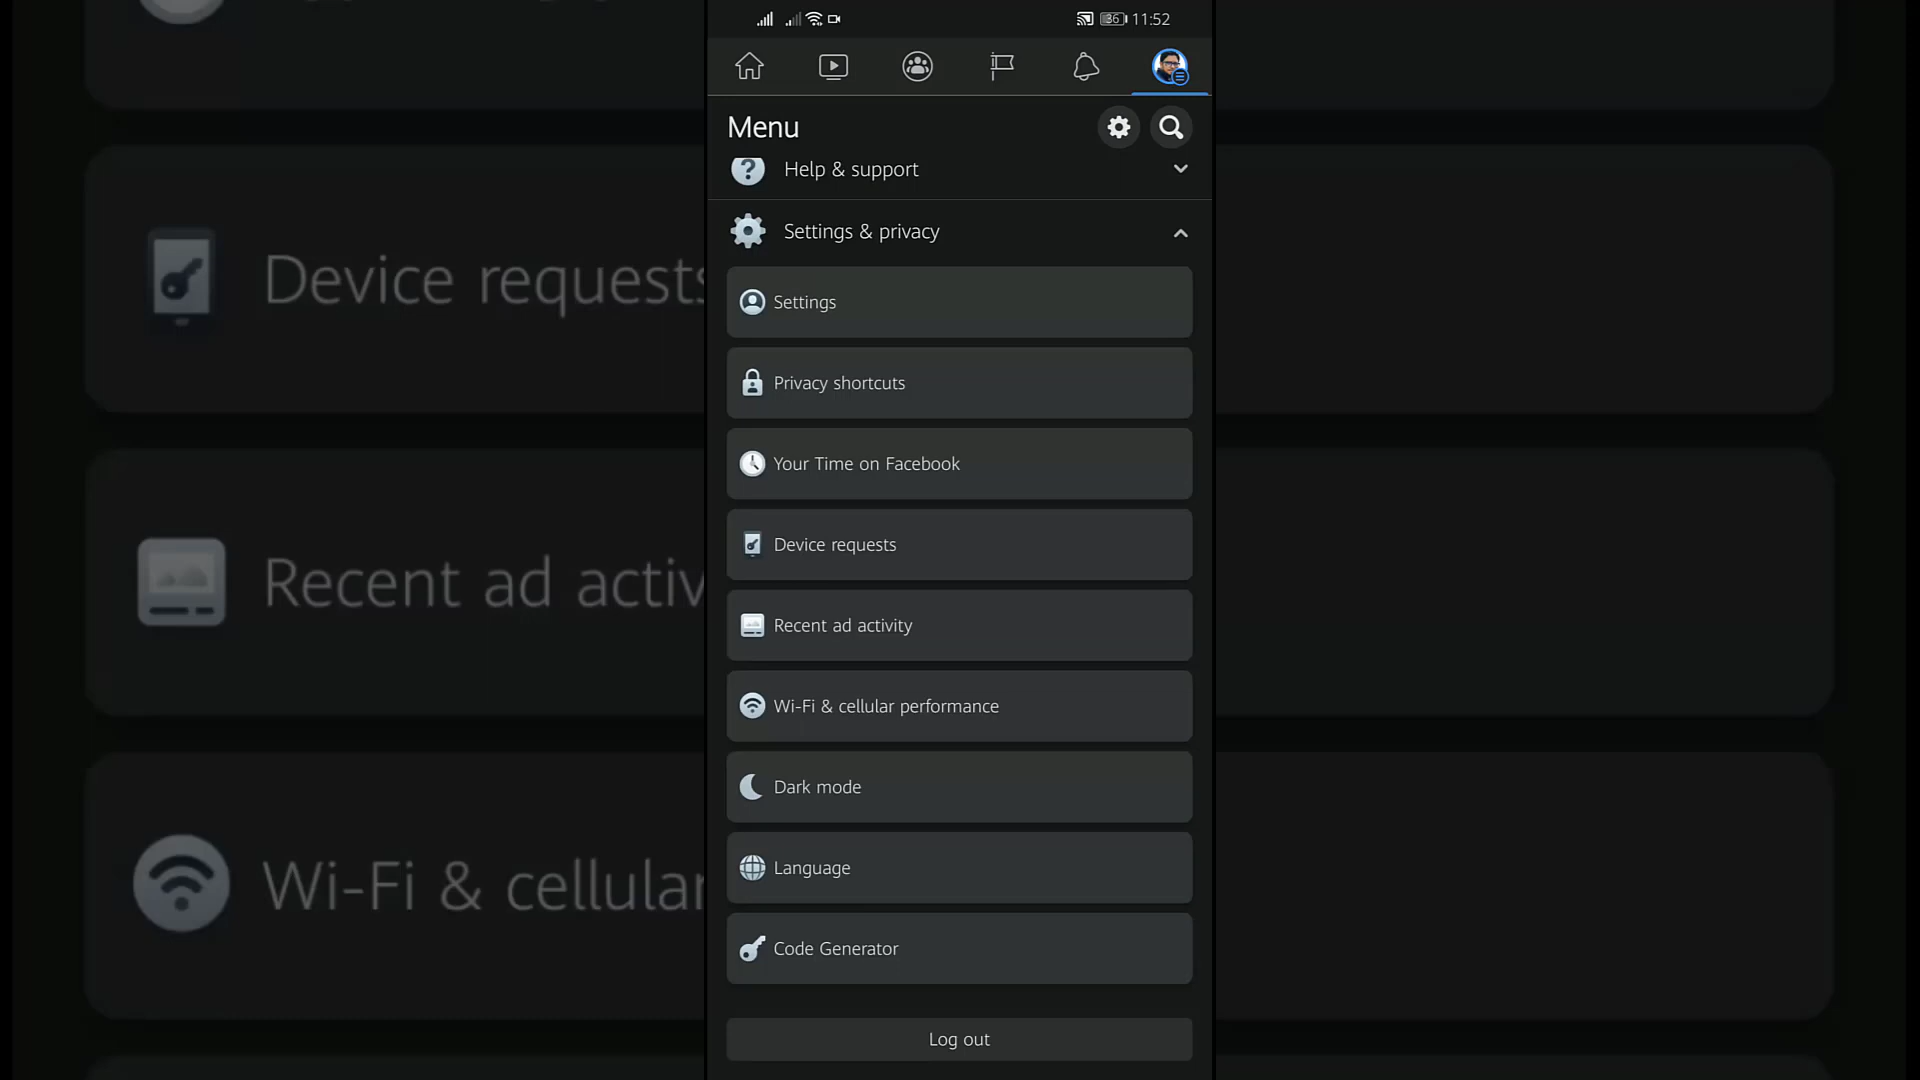 36 11:52
Menu
Help & support
Settings & privacy
Settings
Privacy shortcuts
Your Time on Facebook
Device requests
Recent ad activity
Wi-Fi & cellular performance
Dark mode
Language
Code Generator
Log out
Device requests
Recent ad activ
Wi-Fi & cellular